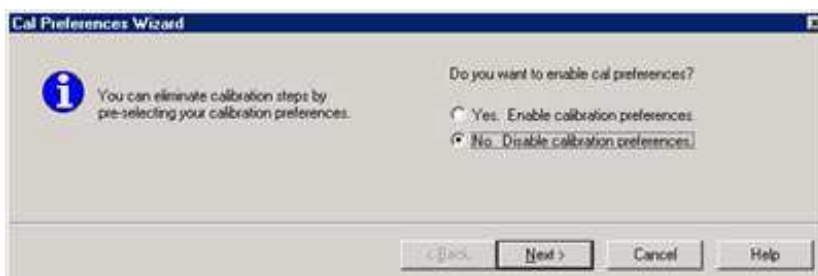 Cal Preferences Wizard
You can eliminate calibration steps by
pre-selecting your calibration preferences.
Do you want to enable cal preferences?
Yes. Enable calibration preferences
No. Disable calibration preferences.
< Back
Next >
Cancel
Help